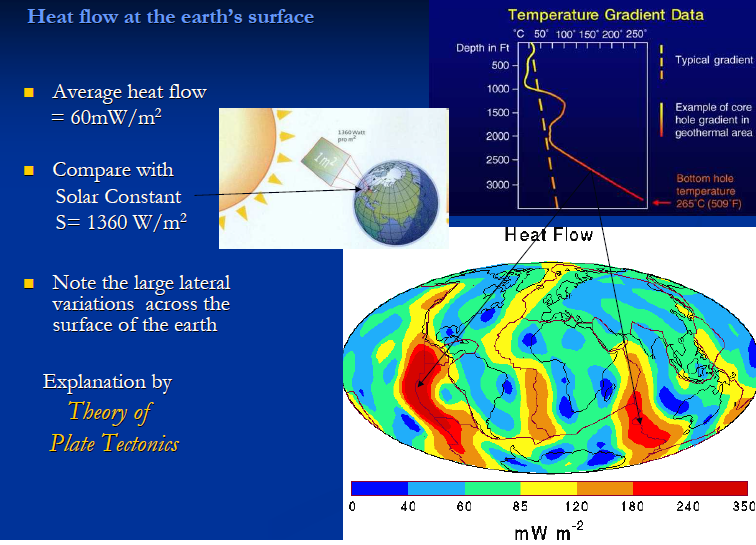 Heat flow at the earth's surface
Average heat flow
= 60mW/m²
Compare with
Solar Constant
S= 1360 W/m²
Note the large lateral
variations across the
surface of the earth
Explanation by
Theory of
Plate Tectonics
1360 Watt
pro m²
1m²
Temperature Gradient Data
°C 50° 100° 150° 200° 250°
Depth in Ft
500
1000
1500
2000
2500
3000
Typical gradient
Example of core
hole gradient in
geothermal area
Bottom hole
temperature
265°C (509°F)
Heat Flow
0 40 60 85 120 180 240 350
mW m⁻²